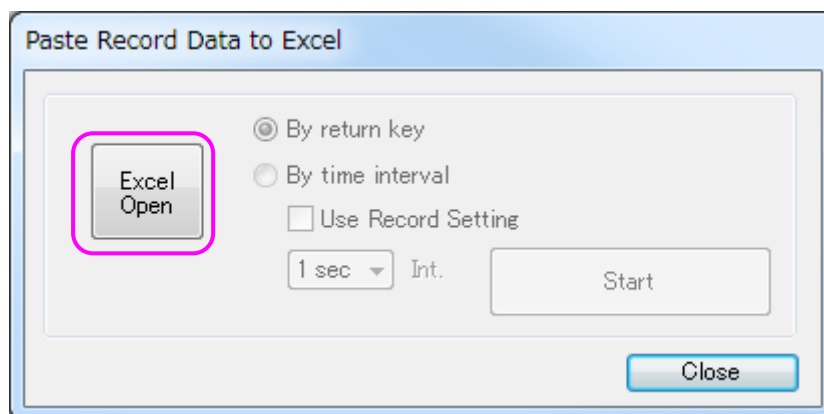 Paste Record Data to Excel
Excel
Open
By return key
By time interval
Use Record Setting
1 sec Int.
Start
Close